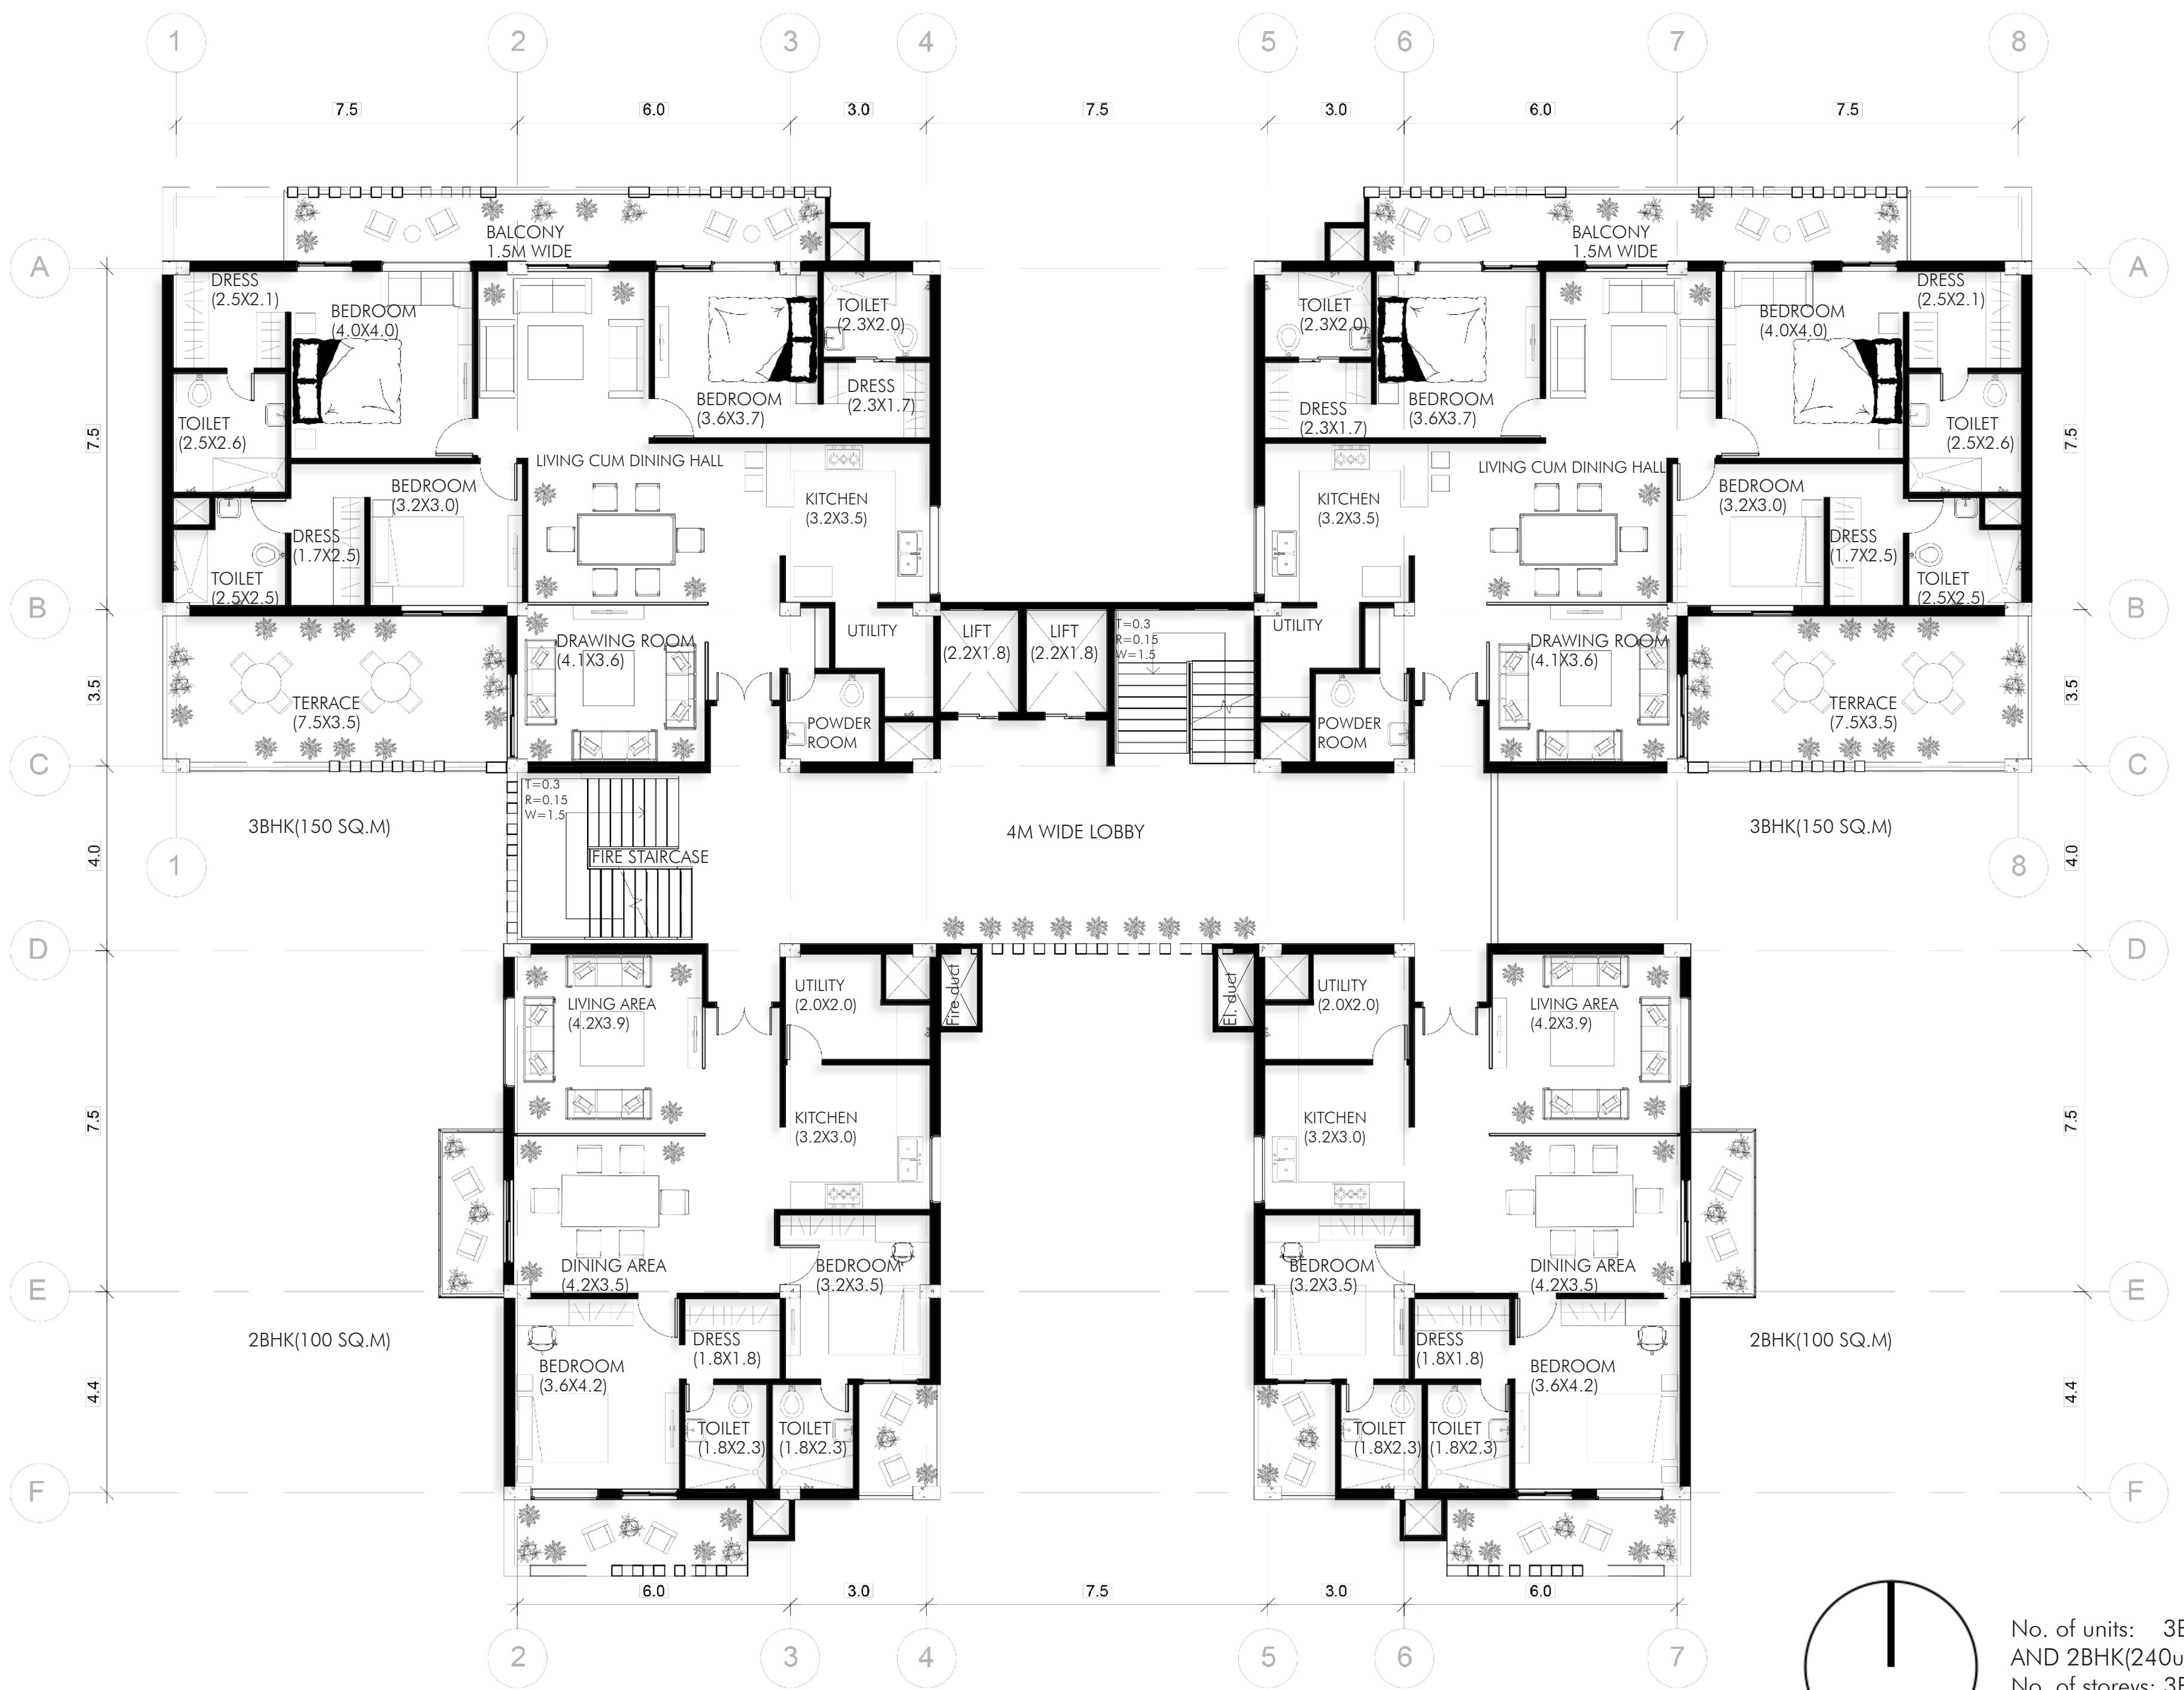 1 2 3 4 5 6 7 8
7.5 6.0 3.0 7.5 3.0 6.0 7.5
BALCONY
1.5M WIDE
BALCONY
1.5M WIDE
A
A
DRESS
(2.5X2.1)
BEDROOM
(4.0X4.0)
TOILET
(2.3X2.0)
TOILET
(2.3X2.0)
BEDROOM
(4.0X4.0)
DRESS
(2.5X2.1)
BEDROOM
(3.6X3.7)
DRESS
(2.3X1.7)
DRESS
(2.3X1.7)
BEDROOM
(3.6X3.7)
TOILET
(2.5X2.6)
TOILET
(2.5X2.6)
7.5
7.5
LIVING CUM DINING HALL
LIVING CUM DINING HALL
BEDROOM
(3.2X3.0)
KITCHEN
(3.2X3.5)
KITCHEN
(3.2X3.5)
BEDROOM
(3.2X3.0)
DRESS
(1.7X2.5)
DRESS
(1.7X2.5)
TOILET
(2.5X2.5)
TOILET
(2.5X2.5)
B
B
DRAWING ROOM
(4.1X3.6)
UTILITY
LIFT
(2.2X1.8)
LIFT
(2.2X1.8)
T=0.3
R=0.15
W=1.5
UTILITY
DRAWING ROOM
(4.1X3.6)
3.5
3.5
TERRACE
(7.5X3.5)
POWDER
ROOM
POWDER
ROOM
TERRACE
(7.5X3.5)
C
C
T=0.3
R=0.15
W=1.5
3BHK(150 SQ.M)
4M WIDE LOBBY
3BHK(150 SQ.M)
4.0
4.0
FIRE STAIRCASE
1
8
D
D
Fire duct
El. duct
LIVING AREA
(4.2X3.9)
UTILITY
(2.0X2.0)
UTILITY
(2.0X2.0)
LIVING AREA
(4.2X3.9)
7.5
7.5
KITCHEN
(3.2X3.0)
KITCHEN
(3.2X3.0)
DINING AREA
(4.2X3.5)
BEDROOM
(3.2X3.5)
BEDROOM
(3.2X3.5)
DINING AREA
(4.2X3.5)
E
E
2BHK(100 SQ.M)
2BHK(100 SQ.M)
DRESS
(1.8X1.8)
DRESS
(1.8X1.8)
BEDROOM
(3.6X4.2)
BEDROOM
(3.6X4.2)
4.4
4.4
TOILET
(1.8X2.3)
TOILET
(1.8X2.3)
TOILET
(1.8X2.3)
TOILET
(1.8X2.3)
F
F
6.0 3.0 7.5 3.0 6.0
2 3 4 5 6 7
No. of units: 3B
AND 2BHK(240u
No. of storeys: 3B